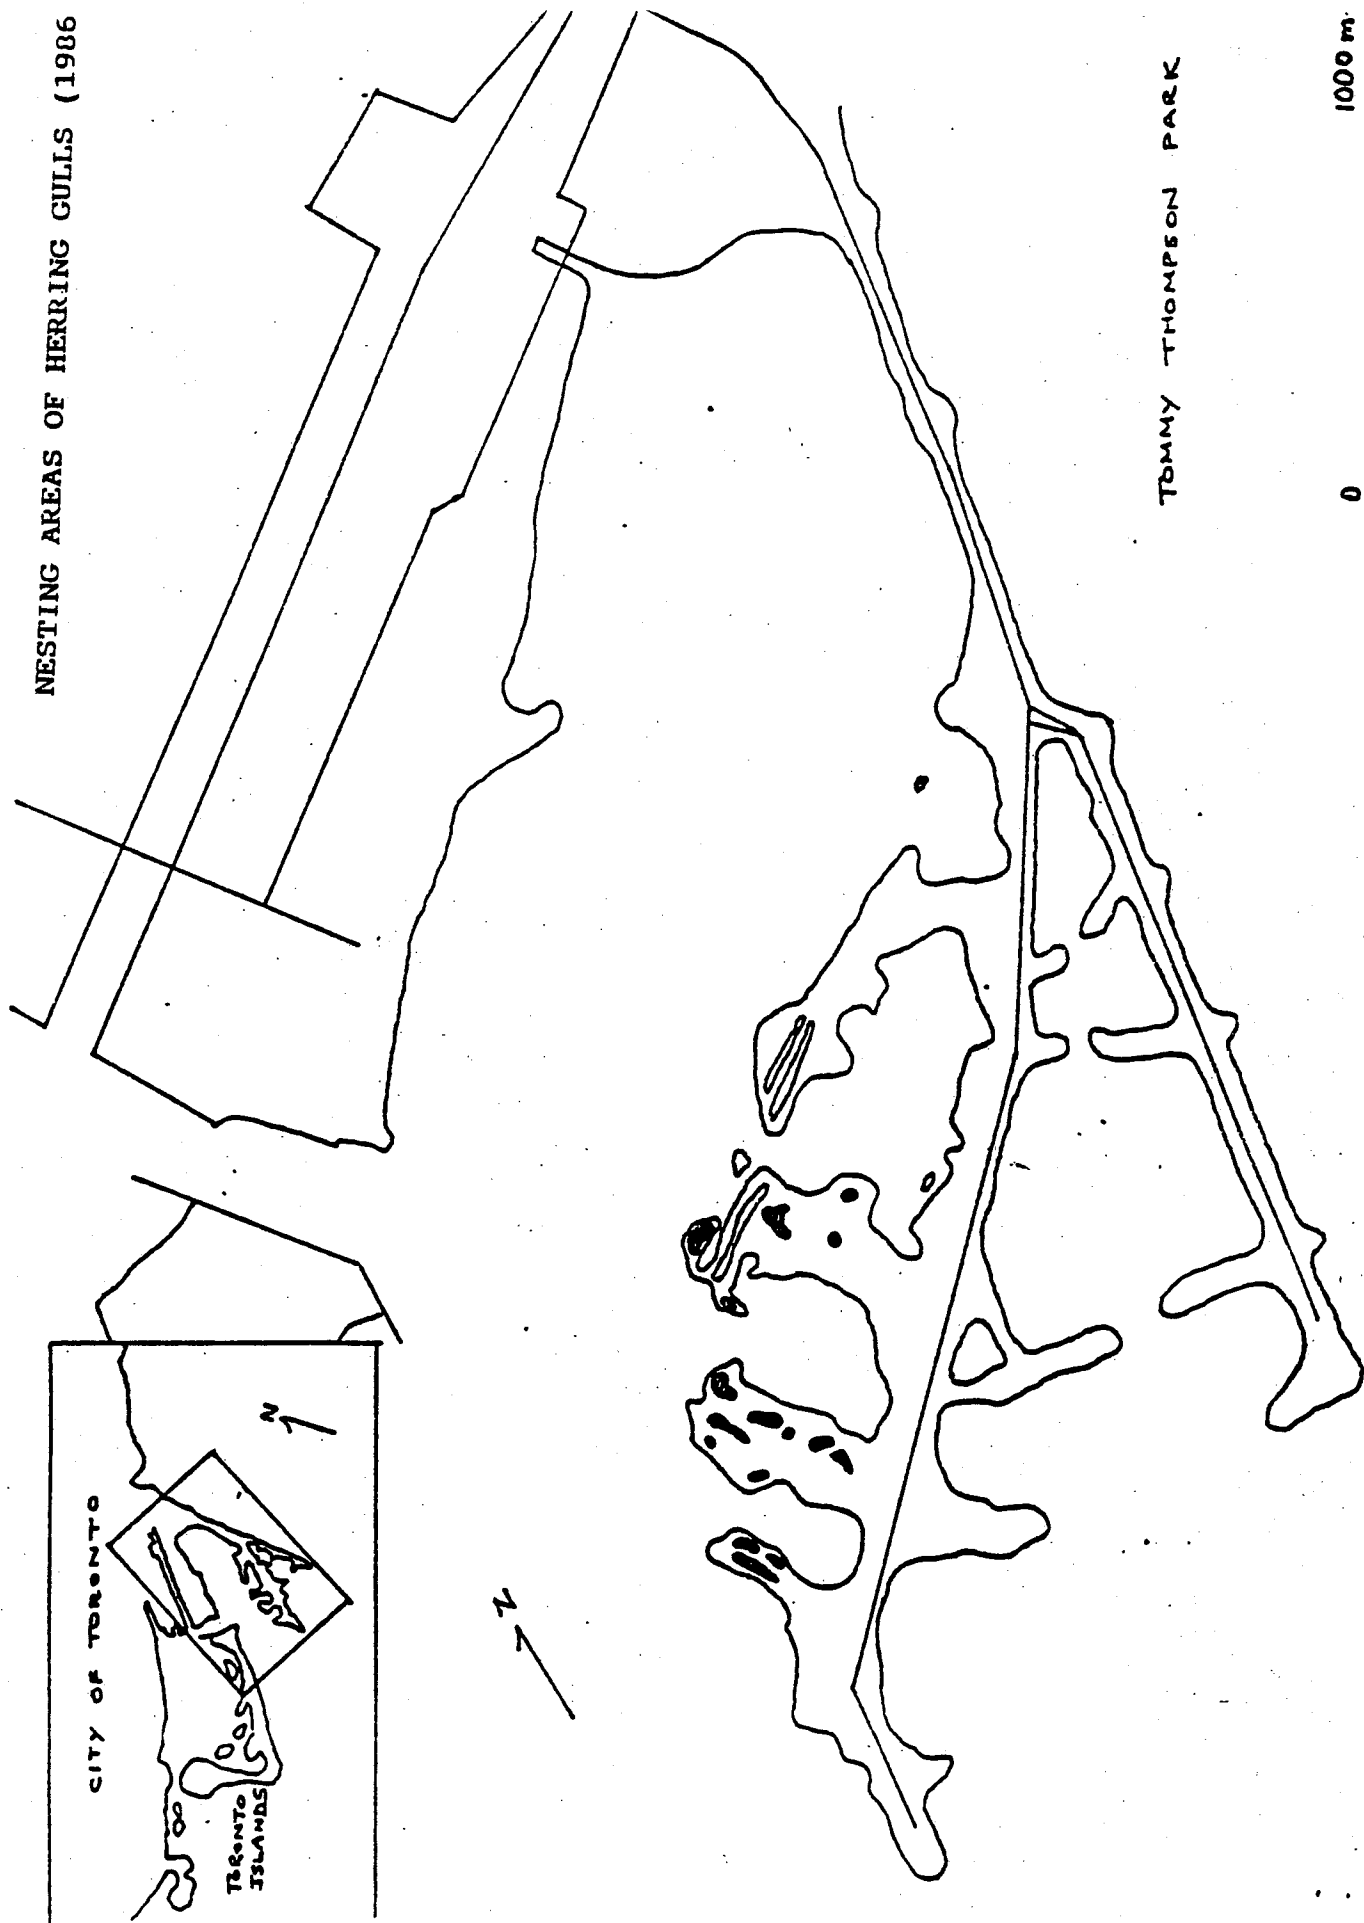 NESTING AREAS OF HERRING GULLS (1986
CITY OF TORONTO
N
TORONTO
ISLANDS
N
TOMMY THOMPSON PARK
0 1000 m.